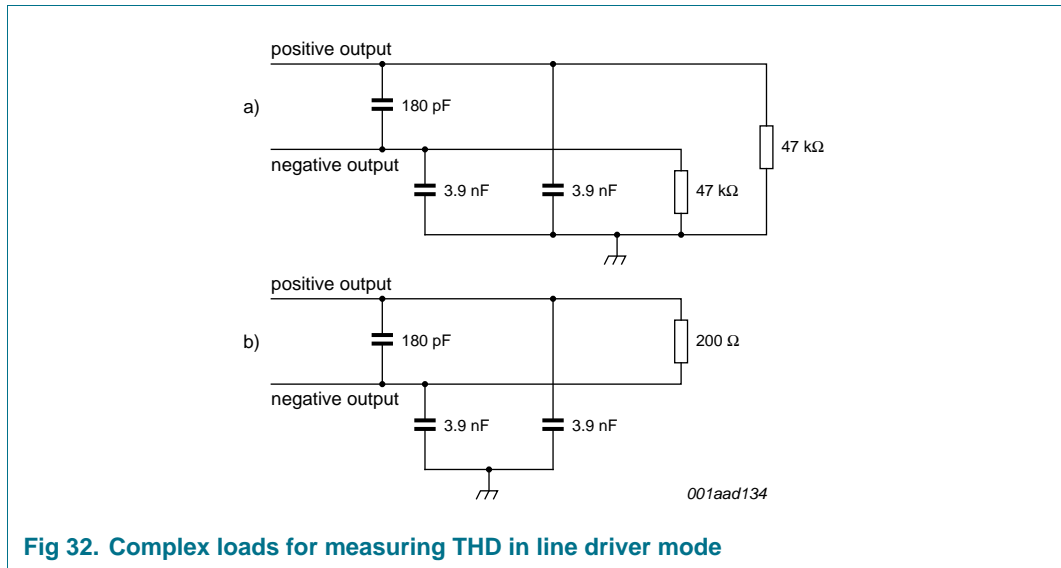 positive output
a)
180 pF
47 kΩ
negative output
3.9 nF
3.9 nF
47 kΩ
positive output
b)
180 pF
200 Ω
negative output
3.9 nF
3.9 nF
001aad134
Fig 32. Complex loads for measuring THD in line driver mode